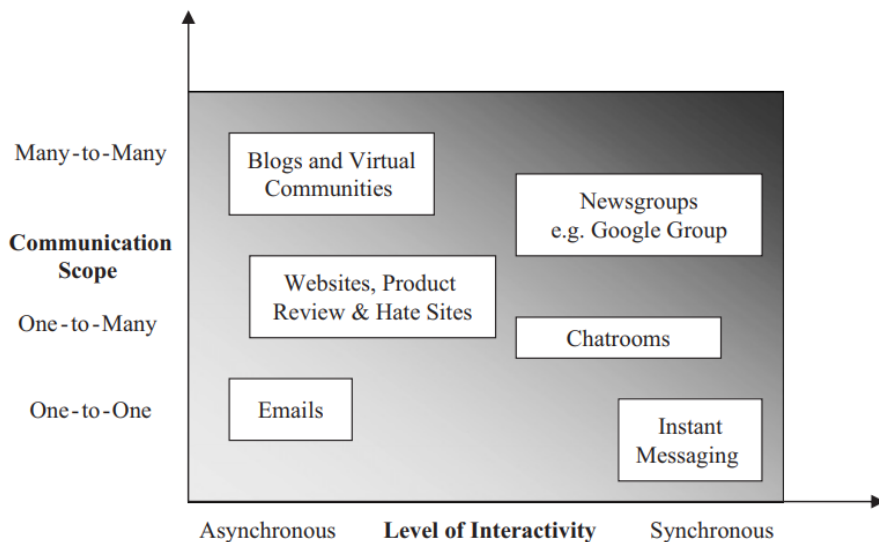 Many-to-Many
Blogs and Virtual
Communities
Newsgroups
e.g. Google Group
Communication
Scope
Websites, Product
Review & Hate Sites
One-to-Many
Chatrooms
One-to-One
Emails
Instant
Messaging
Asynchronous
Level of Interactivity
Synchronous